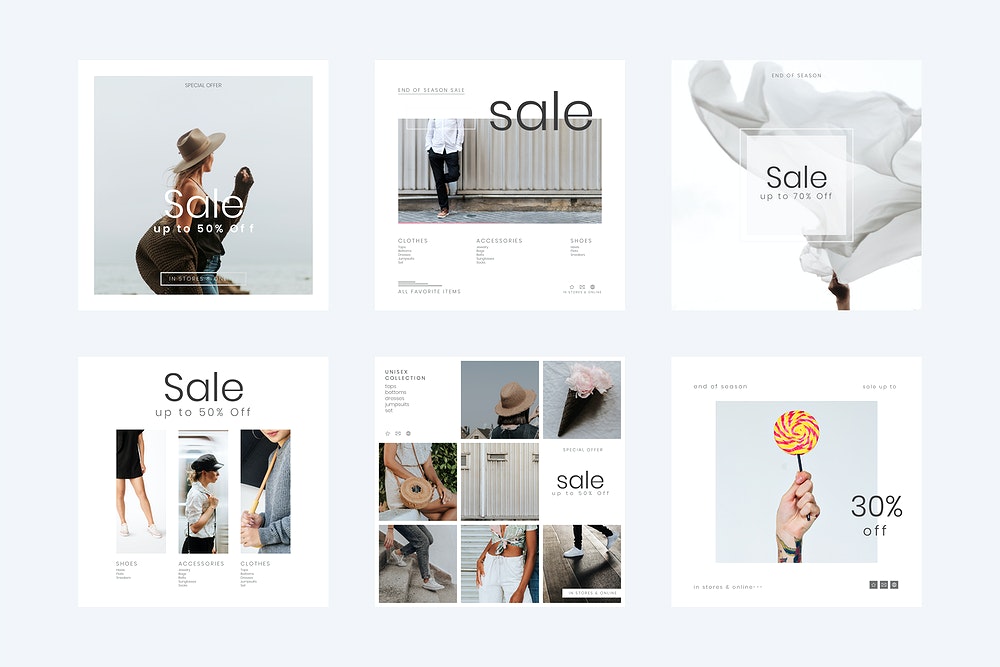 SPECIAL OFFER
Sale
up to 50% Off
IN STORES & ONLINE
END OF SEASON SALE
sale
CLOTHES
Tops
Bottoms
Dresses
Jumpsuits
Set
ACCESSORIES
Jewelry
Bags
Belts
Sunglasses
Socks
SHOES
Heels
Flats
Sneakers
ALL FAVORITE ITEMS
IN STORES & ONLINE
END OF SEASON
Sale
up to 70% Off
Sale
up to 50% Off
SHOES
Heels
Flats
Sneakers
ACCESSORIES
Jewelry
Bags
Belts
Sunglasses
Socks
CLOTHES
Tops
Bottoms
Dresses
Jumpsuits
Set
UNISEX
COLLECTION
tops
bottoms
dresses
jumpsuits
set
SPECIAL OFFER
sale
up to 50% Off
IN STORES & ONLINE
end of season
sale up to
30%
off
in stores & online---